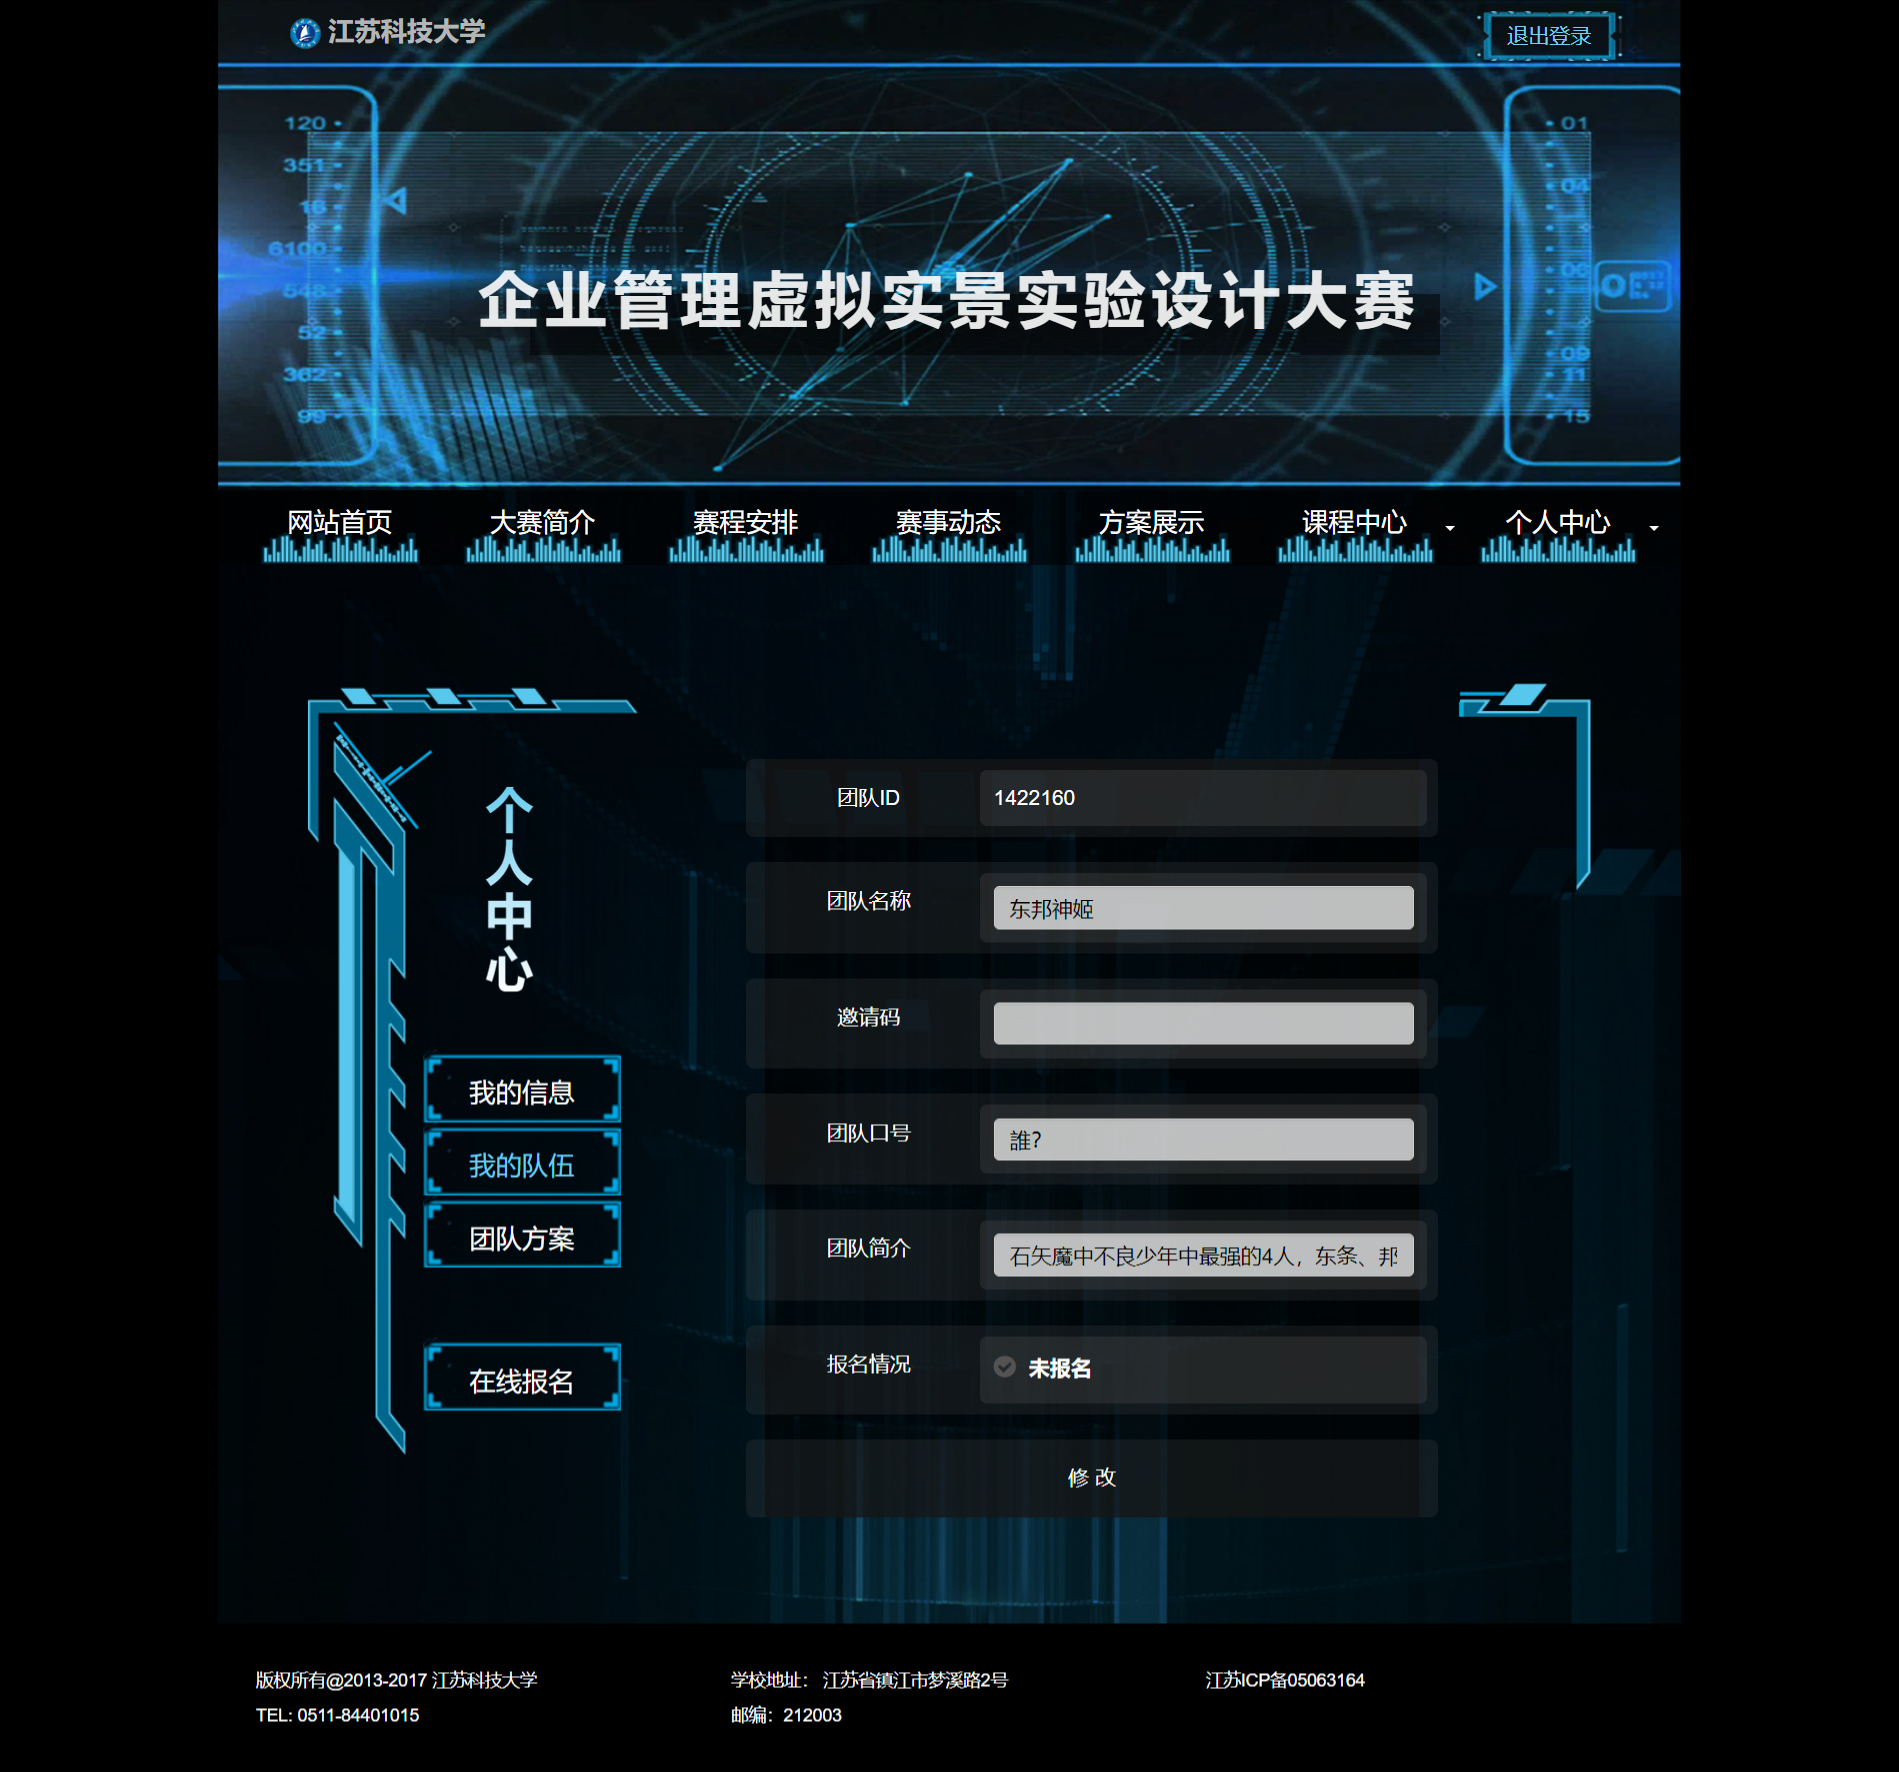 江苏科技大学
退出登录
120
351
16
6100
548
52
362
99
01
04
06
09
11
15
企业管理虚拟实景实验设计大赛
网站首页 大赛简介 赛程安排 赛事动态 方案展示 课程中心 个人中心
个人中心
我的信息
我的队伍
团队方案
在线报名
团队ID 1422160
团队名称 东邦神姬
邀请码
团队口号 誰?
团队简介 石矢魔中不良少年中最强的4人，东条、邦
报名情况 未报名
修 改
版权所有@2013-2017 江苏科技大学 学校地址： 江苏省镇江市梦溪路2号 江苏ICP备05063164
TEL: 0511-84401015 邮编：212003